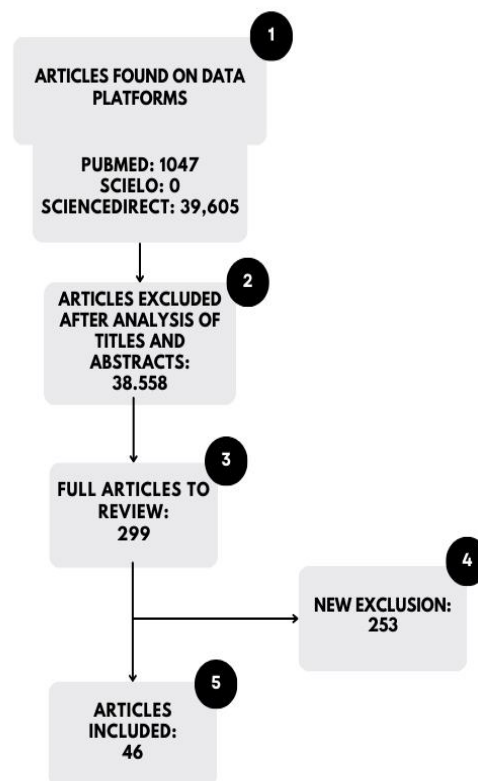 1
ARTICLES FOUND ON DATA
PLATFORMS
PUBMED: 1047
SCIELO: 0
SCIENCEDIRECT: 39,605
2
ARTICLES EXCLUDED
AFTER ANALYSIS OF
TITLES AND
ABSTRACTS:
38.558
3
FULL ARTICLES TO
REVIEW:
299
4
NEW EXCLUSION:
253
5
ARTICLES
INCLUDED:
46